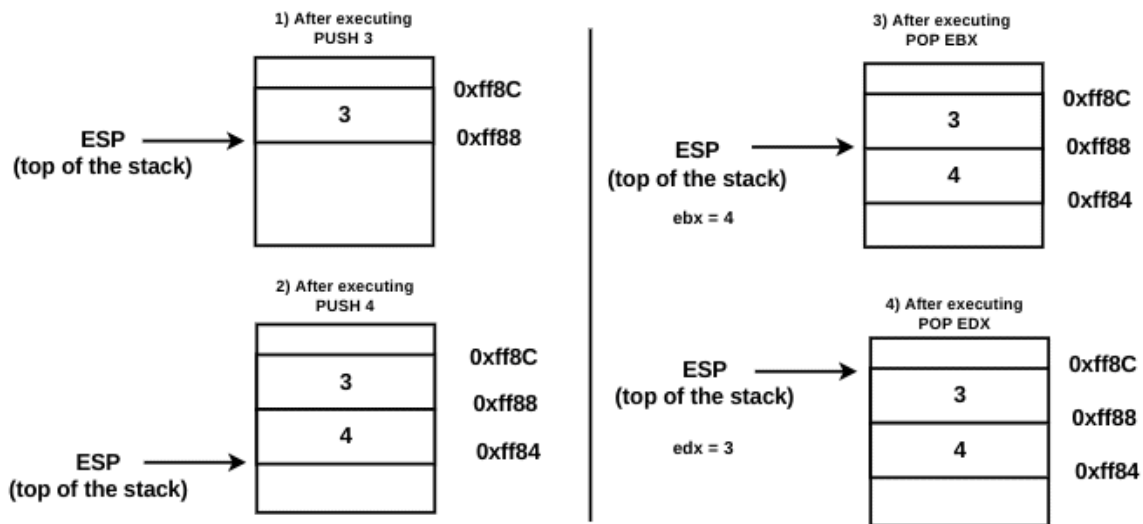 1) After executing
PUSH 3
0xff8C
3
0xff88
ESP
(top of the stack)
2) After executing
PUSH 4
0xff8C
3
0xff88
4
0xff84
ESP
(top of the stack)
3) After executing
POP EBX
0xff8C
3
0xff88
ESP
(top of the stack)
4
0xff84
ebx = 4
4) After executing
POP EDX
0xff8C
ESP
(top of the stack)
3
0xff88
edx = 3
4
0xff84